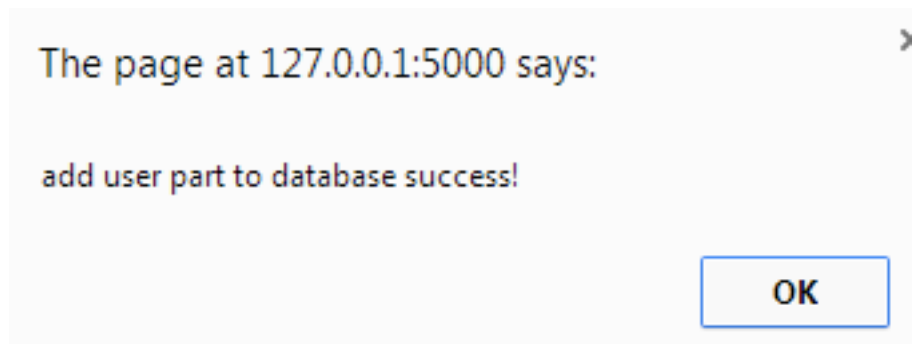 The page at 127.0.0.1:5000 says:
add user part to database success!
OK